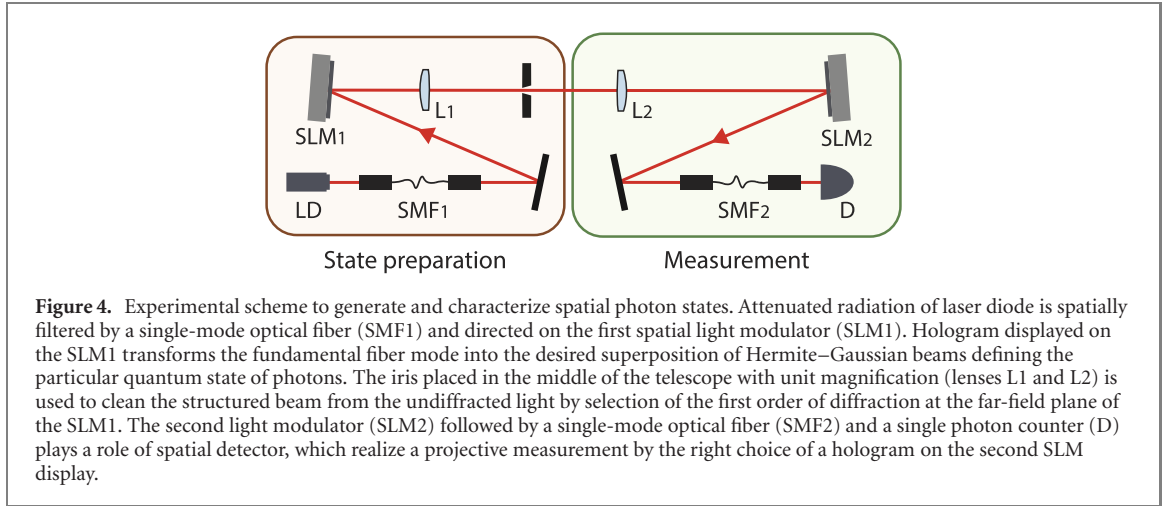 SLM1
L1
L2
SLM2
LD
SMF1
SMF2
D
State preparation
Measurement
Figure 4. Experimental scheme to generate and characterize spatial photon states. Attenuated radiation of laser diode is spatially
filtered by a single-mode optical fiber (SMF1) and directed on the first spatial light modulator (SLM1). Hologram displayed on
the SLM1 transforms the fundamental fiber mode into the desired superposition of Hermite–Gaussian beams defining the
particular quantum state of photons. The iris placed in the middle of the telescope with unit magnification (lenses L1 and L2) is
used to clean the structured beam from the undiffracted light by selection of the first order of diffraction at the far-field plane of
the SLM1. The second light modulator (SLM2) followed by a single-mode optical fiber (SMF2) and a single photon counter (D)
plays a role of spatial detector, which realize a projective measurement by the right choice of a hologram on the second SLM
display.